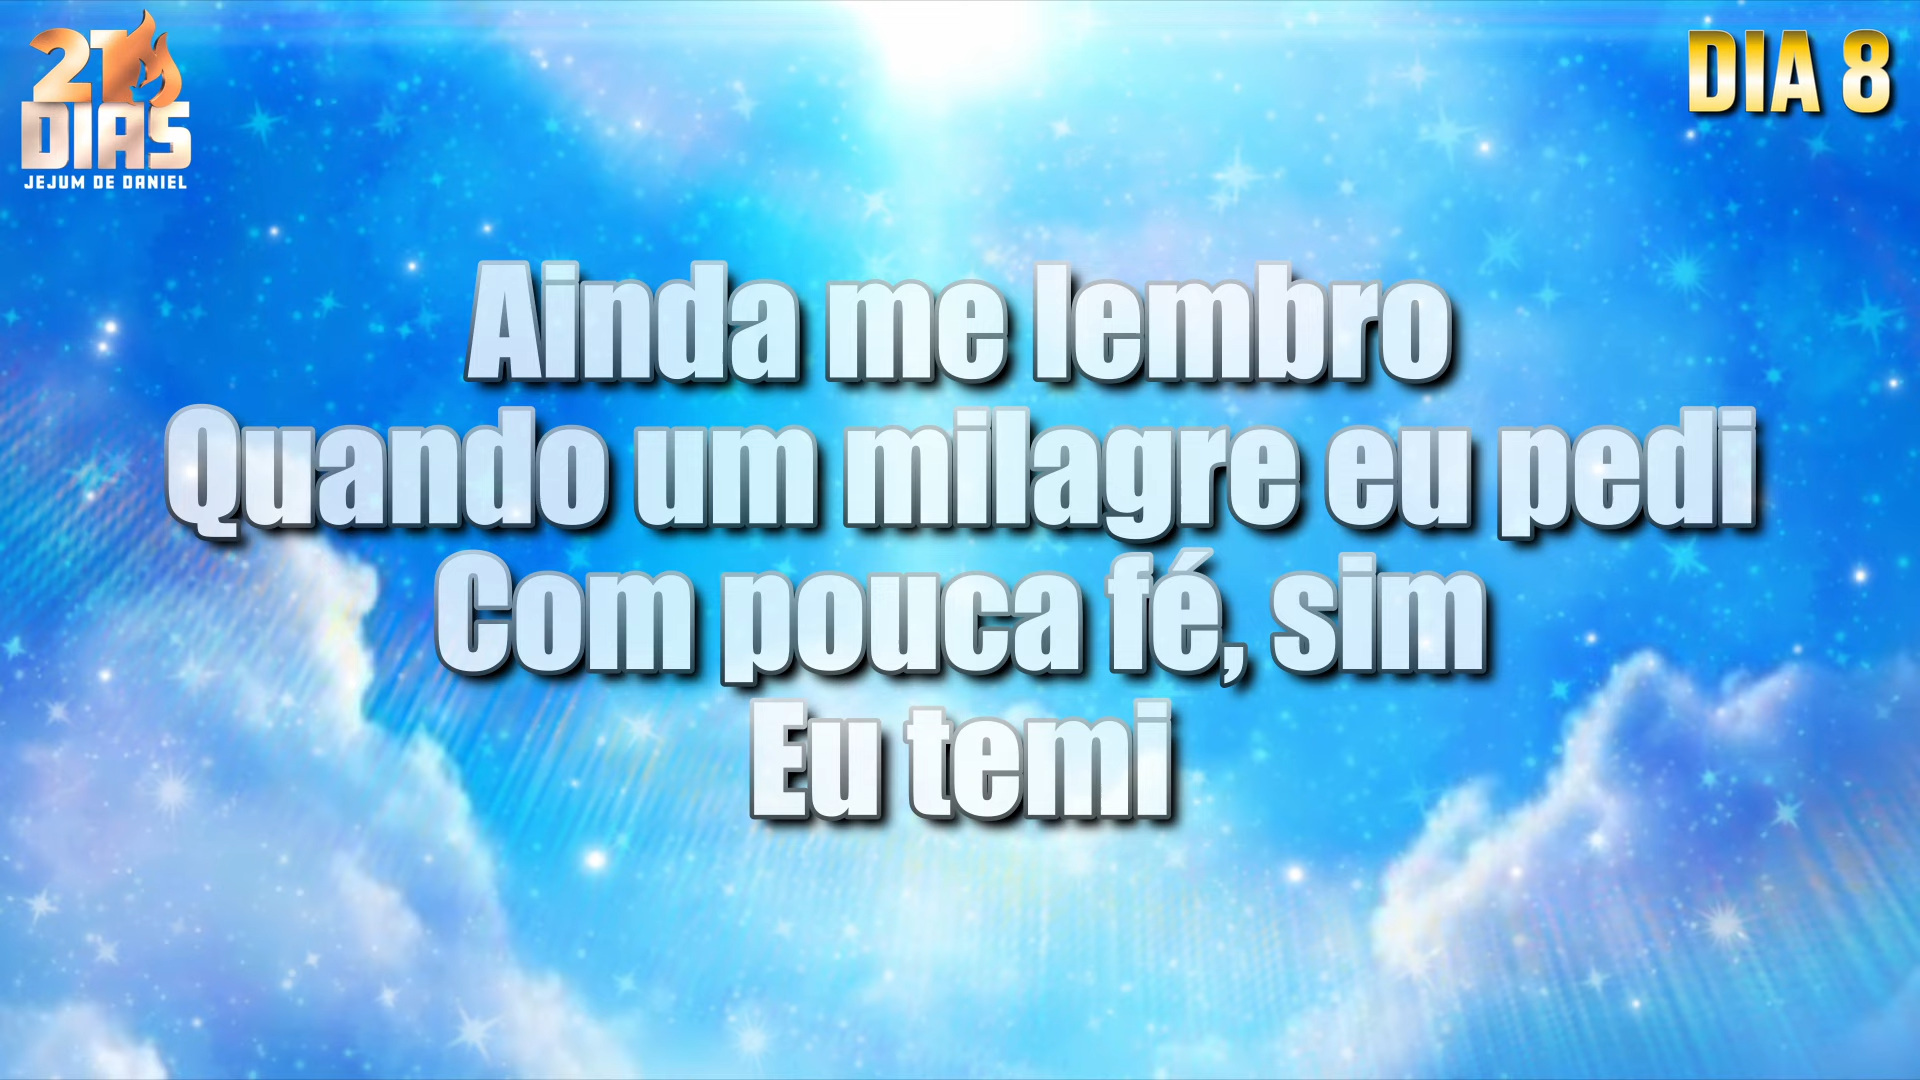 21
DIAS
JEJUM DE DANIEL
DIA 8
Ainda me lembro
Quando um milagre eu pedi
Com pouca fé, sim
Eu temi